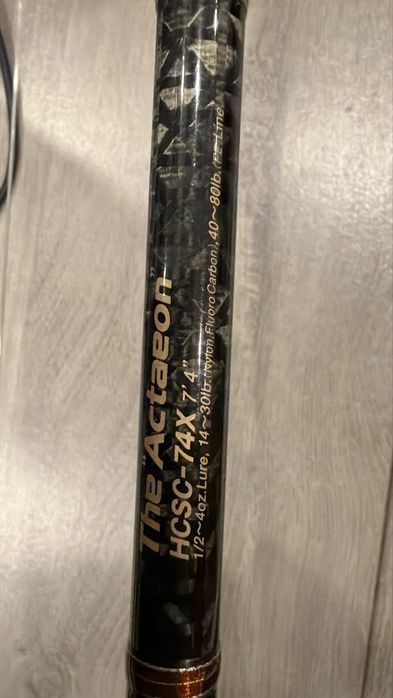 The "Actaeon"
HCSC-74X 7'4"
1/2~4oz.Lure, 14~30lb.(Nylon,Fluoro Carbon), 40~80lb.(PE Line